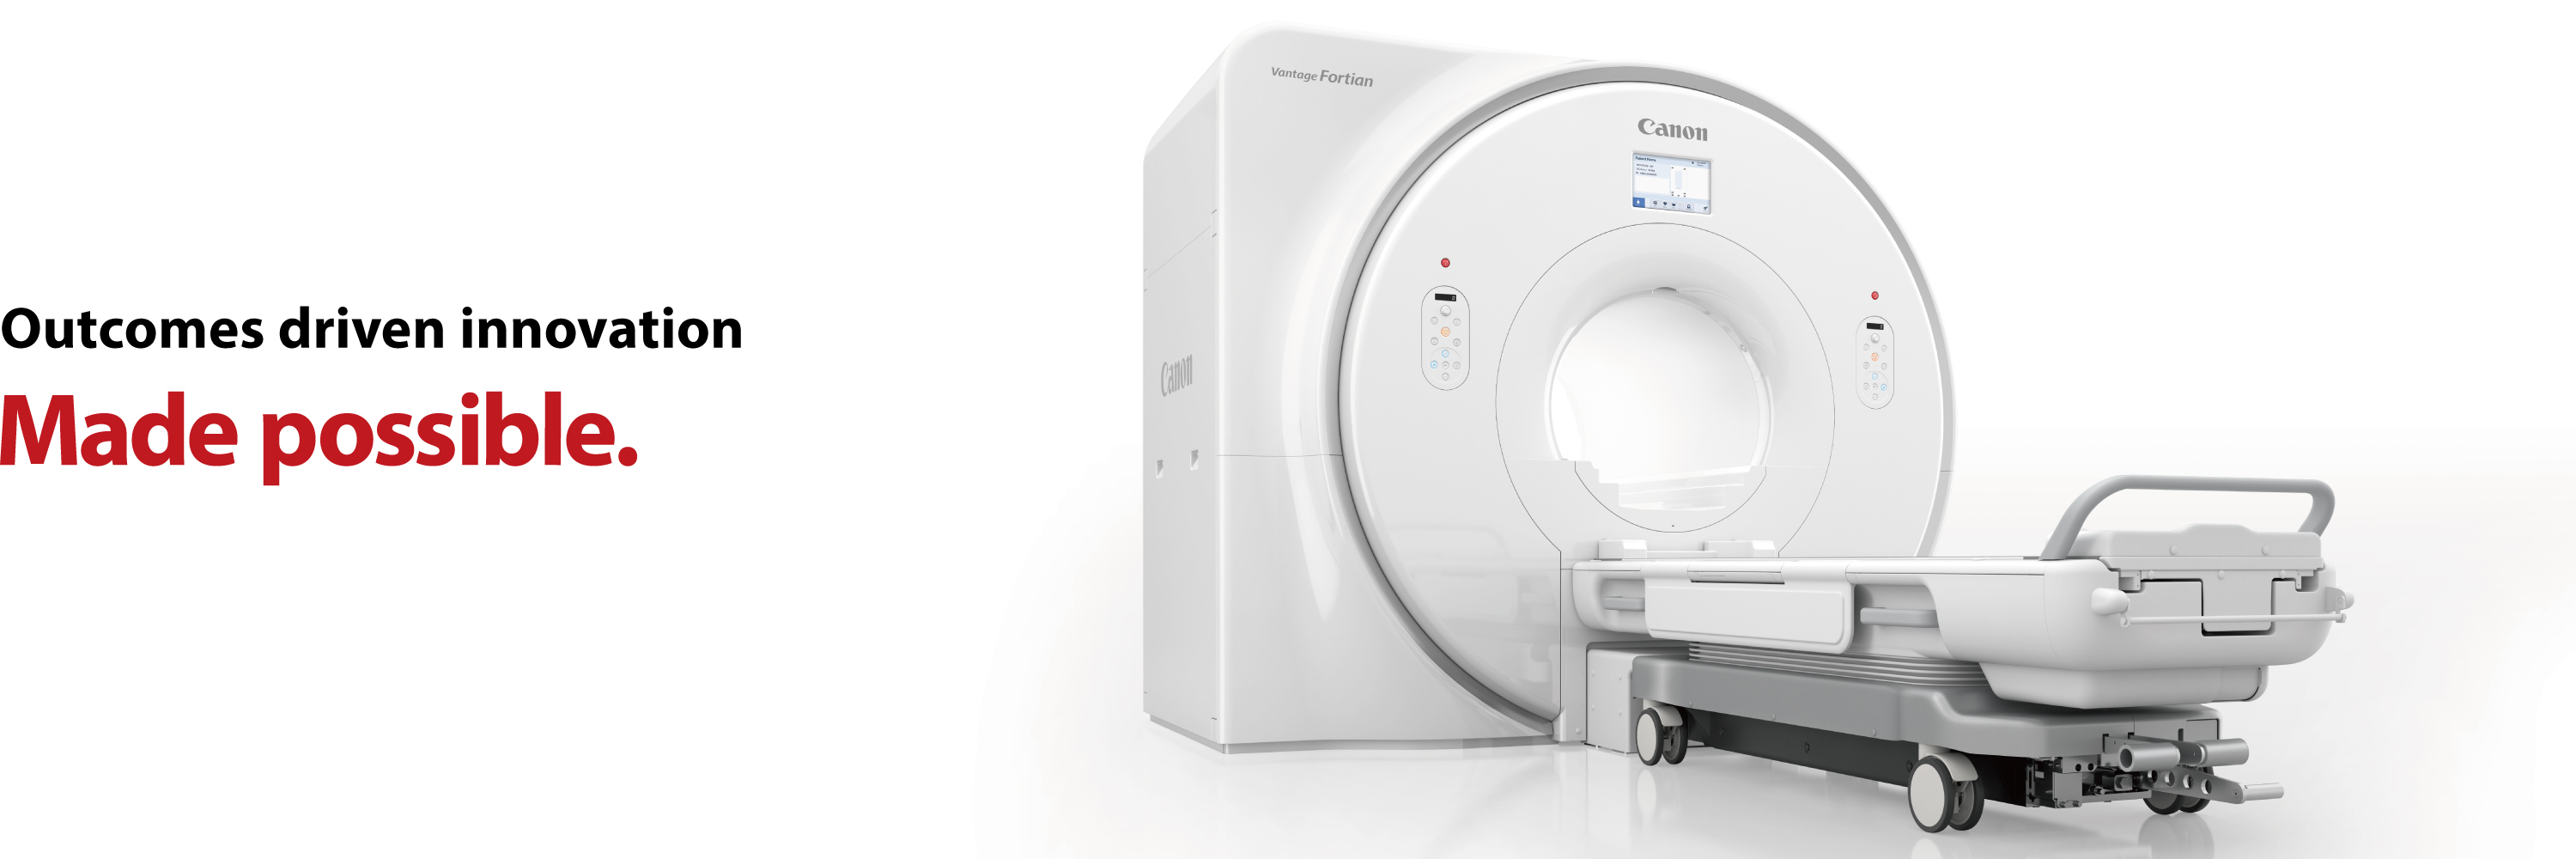 Outcomes driven innovation
Made possible.
Vantage Fortian
Canon
Canon